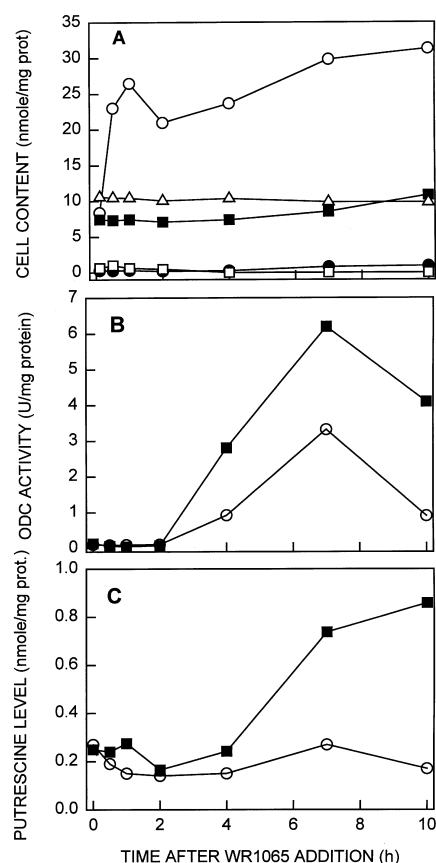 A
CELL CONTENT (nmole/mg prot)
35
30
25
20
15
10
5
0
B
ODC ACTIVITY (U/mg protein)
7
6
5
4
3
2
1
0
C
PUTRESCINE LEVEL (nmole/mg prot.)
1.0
0.8
0.6
0.4
0.2
0.0
0 2 4 6 8 10
TIME AFTER WR1065 ADDITION (h)